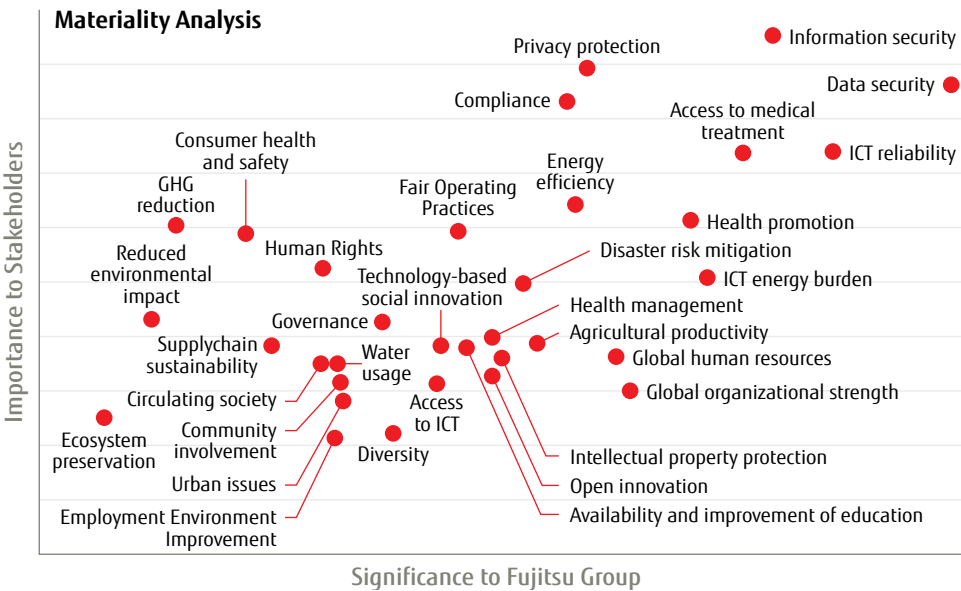 Materiality Analysis
Importance to Stakeholders
Information security
Privacy protection
Data security
Compliance
Access to medical
treatment
ICT reliability
Consumer health
and safety
Energy
efficiency
GHG
reduction
Fair Operating
Practices
Health promotion
Human Rights
Disaster risk mitigation
Reduced
environmental
impact
Technology-based
social innovation
ICT energy burden
Health management
Governance
Agricultural productivity
Supplychain
sustainability
Water
usage
Global human resources
Circulating society
Global organizational strength
Access
to ICT
Community
involvement
Ecosystem
preservation
Diversity
Intellectual property protection
Urban issues
Open innovation
Employment Environment
Improvement
Availability and improvement of education
Significance to Fujitsu Group